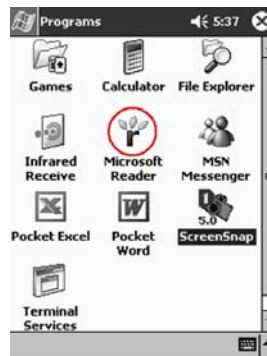 Programs 5:37
Games Calculator File Explorer
Infrared Microsoft MSN
Receive Reader Messenger
5.0
Pocket Excel Pocket ScreenSnap
Word
Terminal
Services